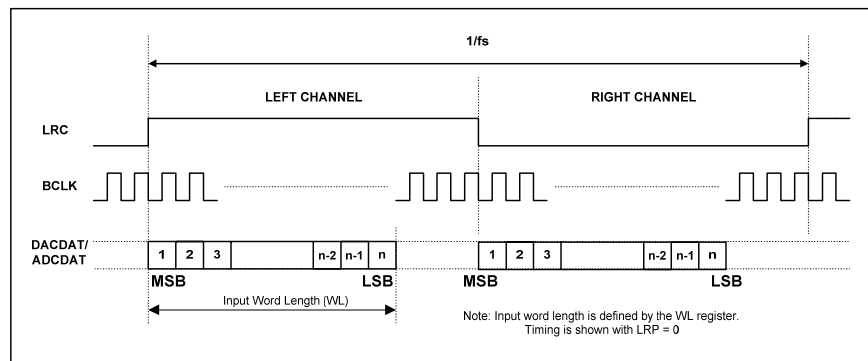 1/fs
LEFT CHANNEL
RIGHT CHANNEL
LRC
BCLK
DACDAT/
ADCDAT
1 2 3 n-2 n-1 n 1 2 3 n-2 n-1 n
MSB LSB MSB LSB
Input Word Length (WL)
Note: Input word length is defined by the WL register.
Timing is shown with LRP = 0